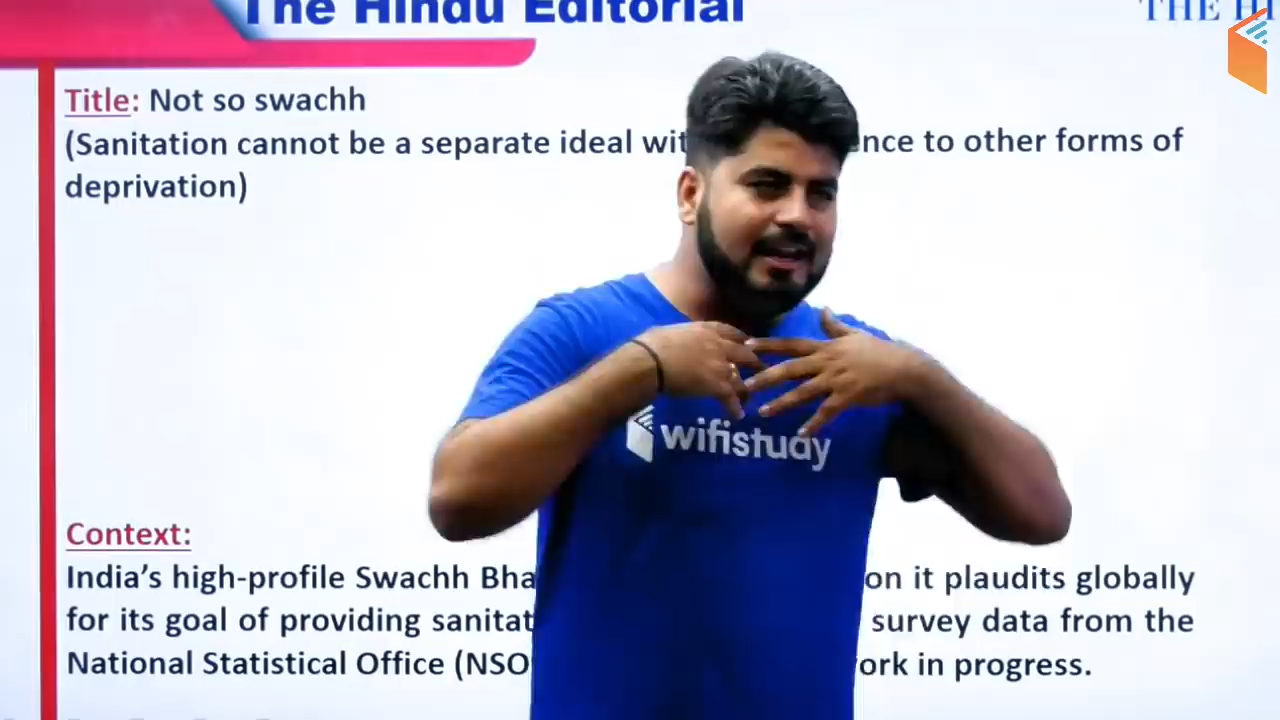 The Hindu Editorial
THE HI
Title: Not so swachh
(Sanitation cannot be a separate ideal wit ence to other forms of
deprivation)
wifistudy
Context:
India's high-profile Swachh Bha on it plaudits globally
for its goal of providing sanitat survey data from the
National Statistical Office (NSO ork in progress.